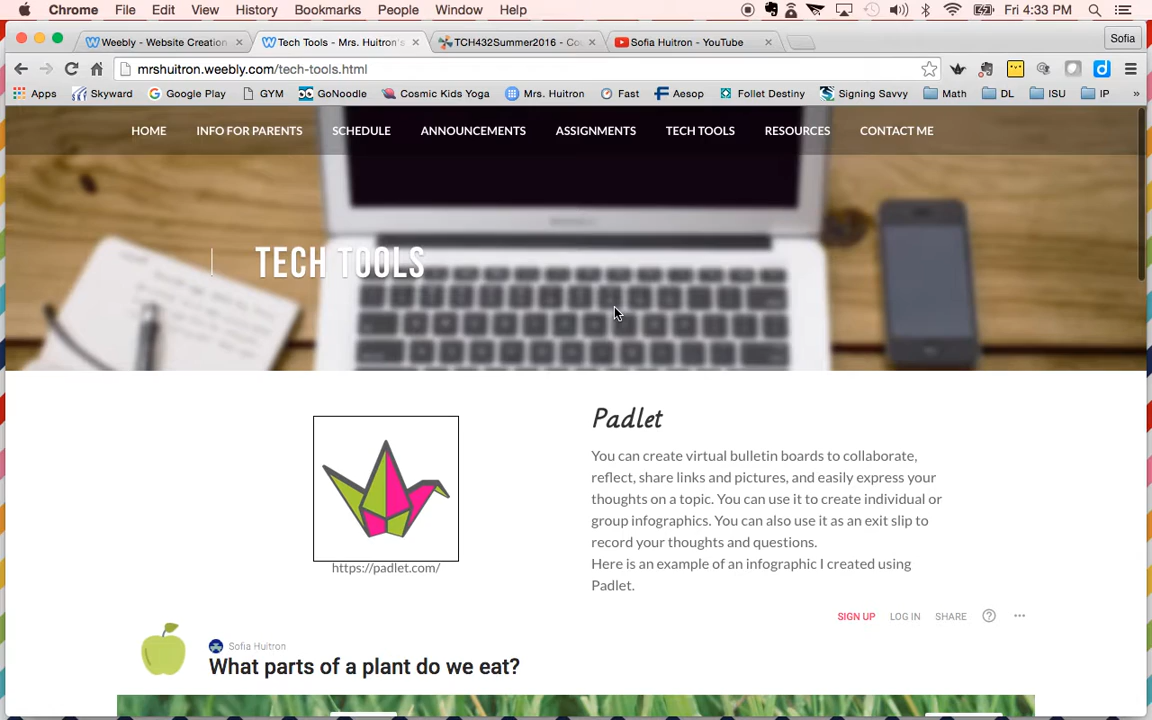 Chrome File Edit View History Bookmarks People Window Help Fri 4:33 PM
Weebly - Website Creation Tech Tools - Mrs. Huitron's TCH432Summer2016 - Co Sofia Huitron - YouTube Sofia
mrshuitron.weebly.com/tech-tools.html
Apps Skyward Google Play GYM GoNoodle Cosmic Kids Yoga Mrs. Huitron Fast Aesop Follet Destiny Signing Savvy Math DL ISU IP »
HOME INFO FOR PARENTS SCHEDULE ANNOUNCEMENTS ASSIGNMENTS TECH TOOLS RESOURCES CONTACT ME
TECH TOOLS
Padlet
You can create virtual bulletin boards to collaborate,
reflect, share links and pictures, and easily express your
thoughts on a topic. You can use it to create individual or
group infographics. You can also use it as an exit slip to
record your thoughts and questions.
Here is an example of an infographic I created using
Padlet.
https://padlet.com/
SIGN UP LOG IN SHARE
Sofia Huitron
What parts of a plant do we eat?